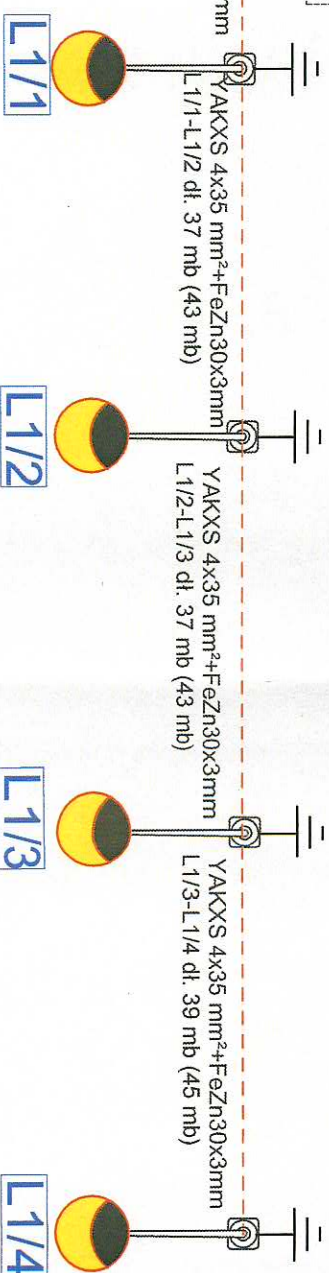 mm
YAKXS 4x35 mm²+FeZn30x3mm
L1/1-L1/2 dł. 37 mb (43 mb)
YAKXS 4x35 mm²+FeZn30x3mm
L1/2-L1/3 dł. 37 mb (43 mb)
YAKXS 4x35 mm²+FeZn30x3mm
L1/3-L1/4 dł. 39 mb (45 mb)
L1/1
L1/2
L1/3
L1/4